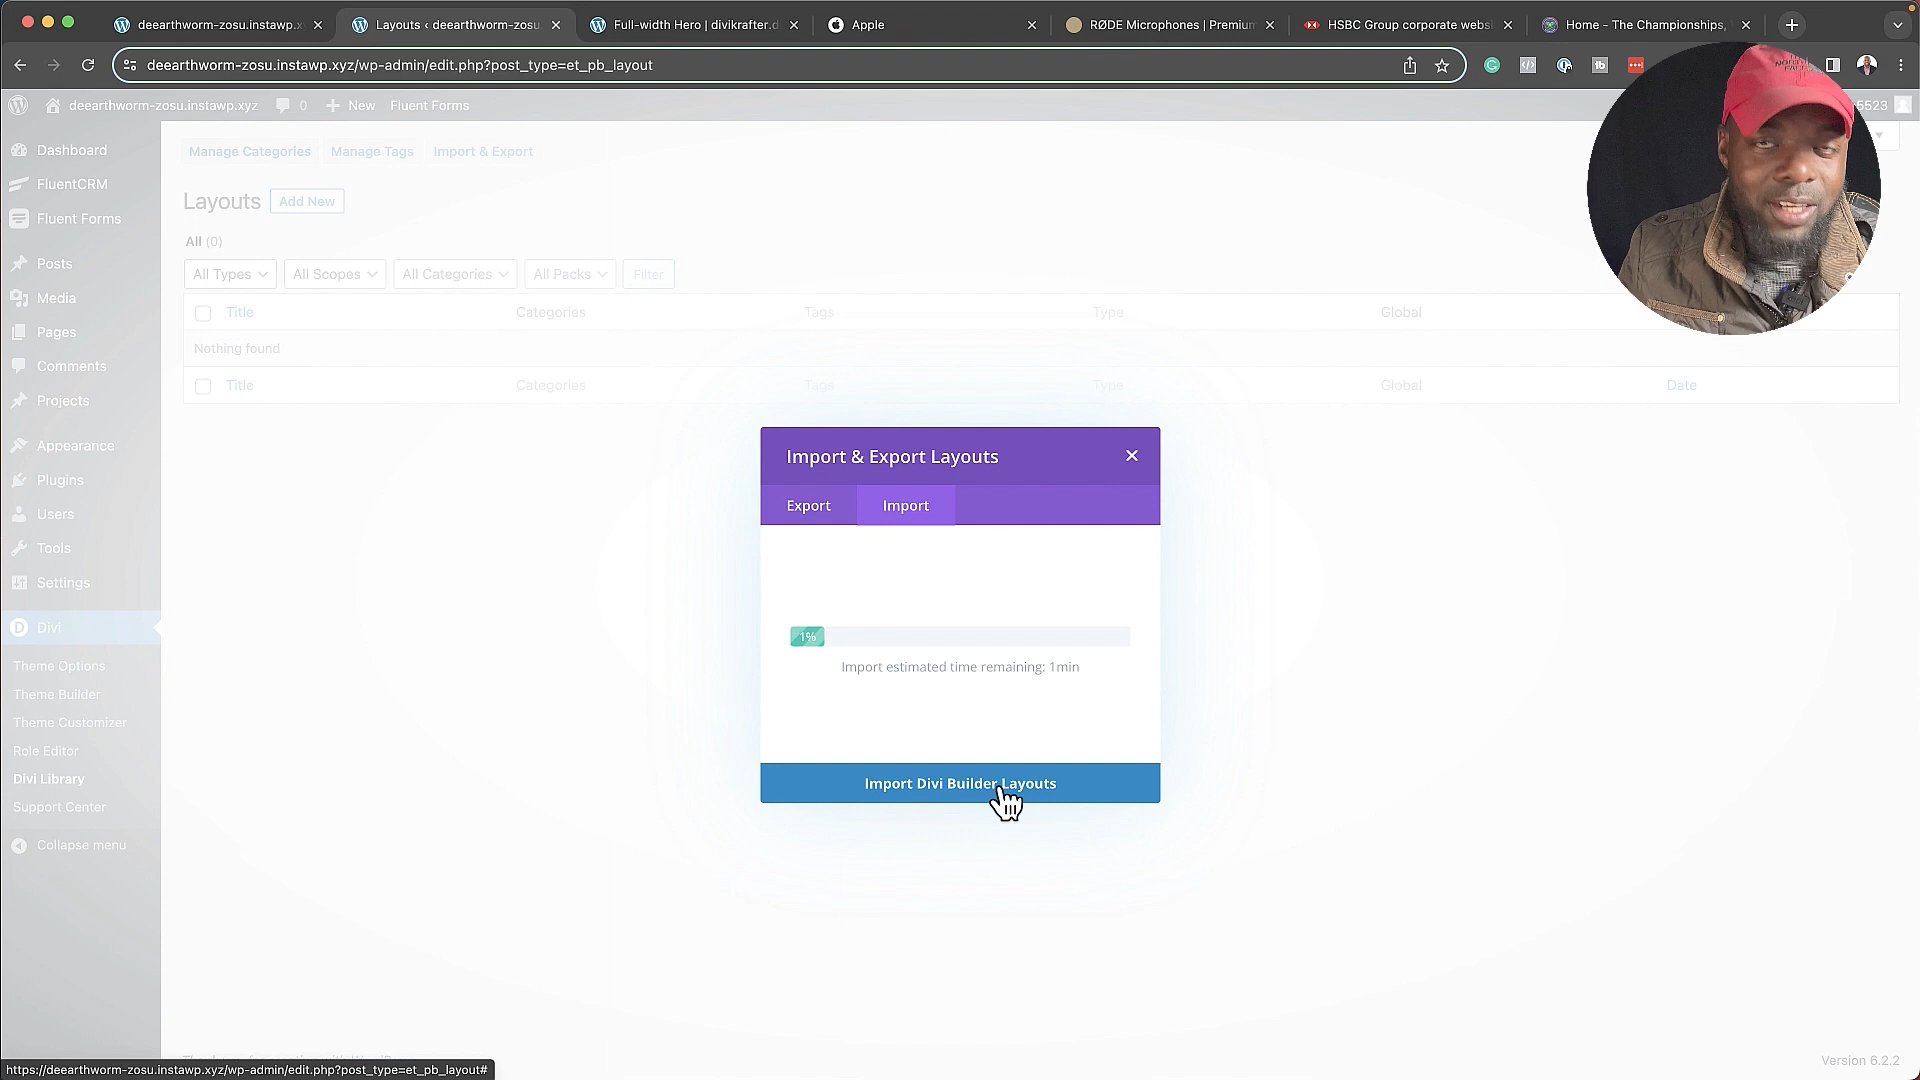 deearthworm-zosu.instawp.x
Layouts ‹ deearthworm-zosu
Full-width Hero | divikrafter.d
Apple
RØDE Microphones | Premium
HSBC Group corporate websi
Home - The Championships,
deearthworm-zosu.instawp.xyz/wp-admin/edit.php?post_type=et_pb_layout
deearthworm-zosu.instawp.xyz
0
New
Fluent Forms
5523
Dashboard
FluentCRM
Fluent Forms
Posts
Media
Pages
Comments
Projects
Appearance
Plugins
Users
Tools
Settings
Divi
Theme Options
Theme Builder
Theme Customizer
Role Editor
Divi Library
Support Center
Collapse menu
Manage Categories
Manage Tags
Import & Export
Layouts
Add New
All (0)
All Types
All Scopes
All Categories
All Packs
Filter
Title Categories Tags Type Global
Nothing found
Title Categories Tags Type Global Date
Import & Export Layouts
Export
Import
1%
Import estimated time remaining: 1min
Import Divi Builder Layouts
Version 6.2.2
https://deearthworm-zosu.instawp.xyz/wp-admin/edit.php?post_type=et_pb_layout#